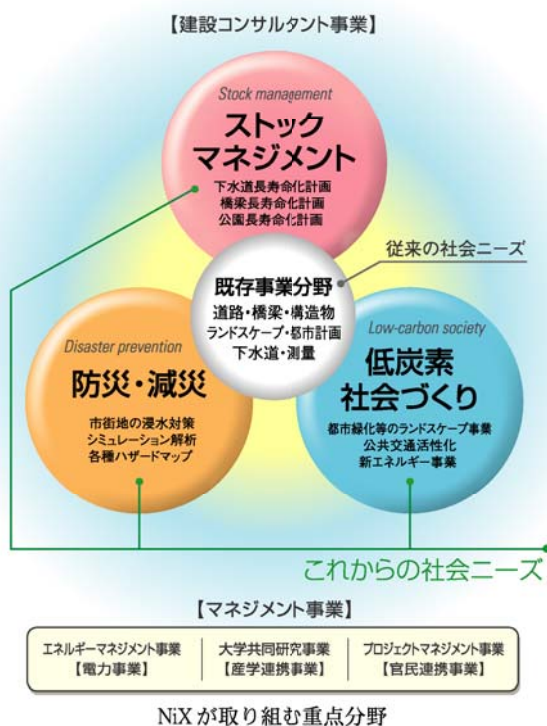 【建設コンサルタント事業】
Stock management
ストック
マネジメント
下水道長寿命化計画
橋梁長寿命化計画
公園長寿命化計画
従来の社会ニーズ
既存事業分野
道路・橋梁・構造物
ランドスケープ・都市計画
下水道・測量
Disaster prevention
防災・減災
市街地の浸水対策
シミュレーション解析
各種ハザードマップ
Low-carbon society
低炭素
社会づくり
都市緑化等のランドスケープ事業
公共交通活性化
新エネルギー事業
これからの社会ニーズ
【マネジメント事業】
エネルギーマネジメント事業
【電力事業】
大学共同研究事業
【産学連携事業】
プロジェクトマネジメント事業
【官民連携事業】
NiXが取り組む重点分野